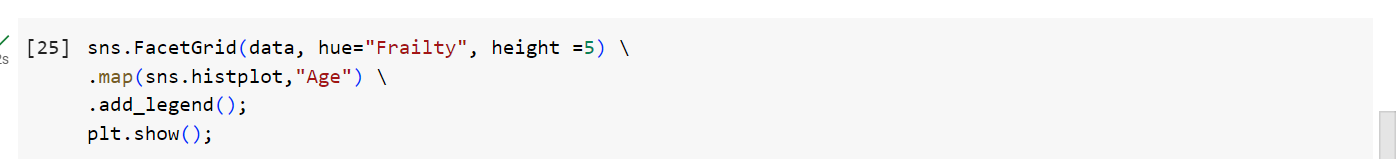 [25] sns.FacetGrid(data, hue="Frailty", height =5) \
.map(sns.histplot,"Age") \
.add_legend();
plt.show();